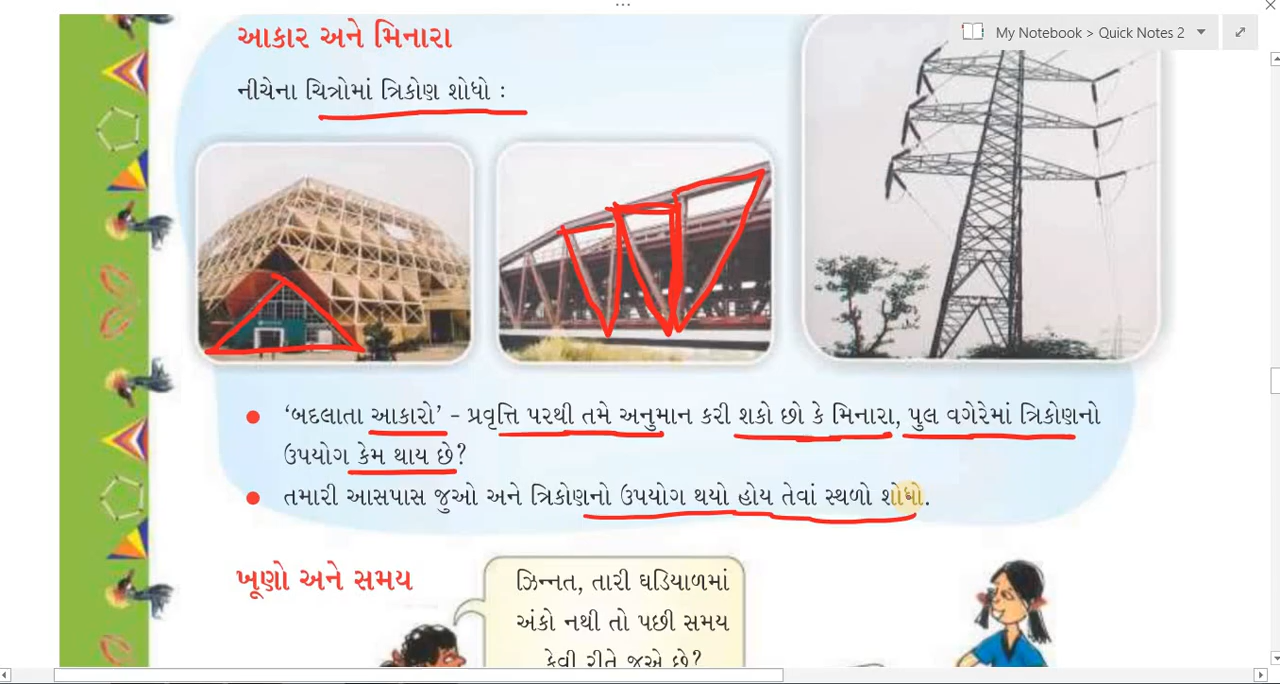 ...
My Notebook > Quick Notes 2
આકાર અને મિનારા
નીચેના ચિત્રોમાં ત્રિકોણ શોધો :
‘બદલાતા આકારો’ - પ્રવૃત્તિ પરથી તમે અનુમાન કરી શકો છો કે મિનારા, પુલ વગેરેમાં ત્રિકોણનો
ઉપયોગ કેમ થાય છે?
તમારી આસપાસ જુઓ અને ત્રિકોણનો ઉપયોગ થયો હોય તેવાં સ્થળો શોધો.
ખૂણો અને સમય
ઝિન્નત, તારી ઘડિયાળમાં
અંકો નથી તો પછી સમય
કેવી રીતે જુએ છે?